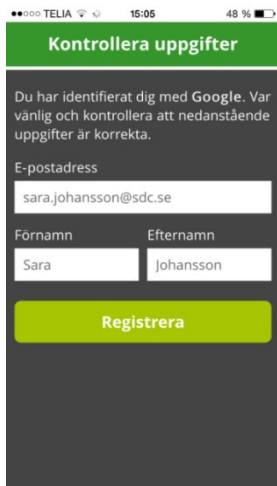 TELIA 15:05 48 %
Kontrollera uppgifter
Du har identifierat dig med Google. Var
vänlig och kontrollera att nedanstående
uppgifter är korrekta.
E-postadress
sara.johansson@sdc.se
Förnamn Efternamn
Sara Johansson
Registrera